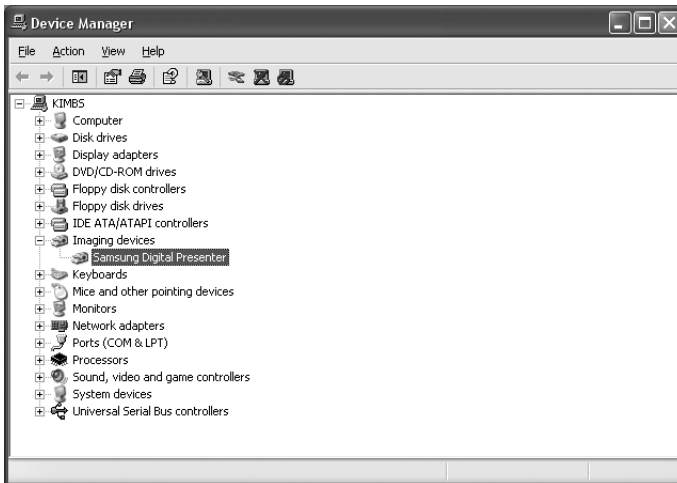 Device Manager
File Action View Help
KIMBS
Computer
Disk drives
Display adapters
DVD/CD-ROM drives
Floppy disk controllers
Floppy disk drives
IDE ATA/ATAPI controllers
Imaging devices
Samsung Digital Presenter
Keyboards
Mice and other pointing devices
Monitors
Network adapters
Ports (COM & LPT)
Processors
Sound, video and game controllers
System devices
Universal Serial Bus controllers